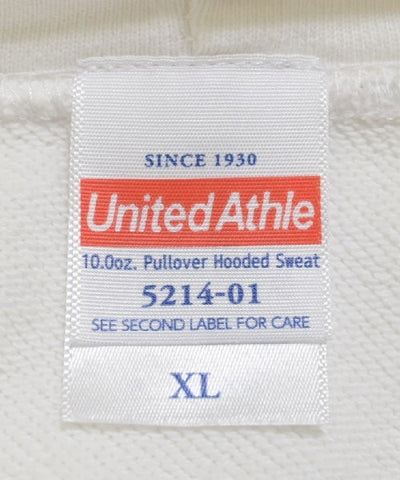 SINCE 1930
United Athle
10.0oz. Pullover Hooded Sweat
5214-01
SEE SECOND LABEL FOR CARE
XL